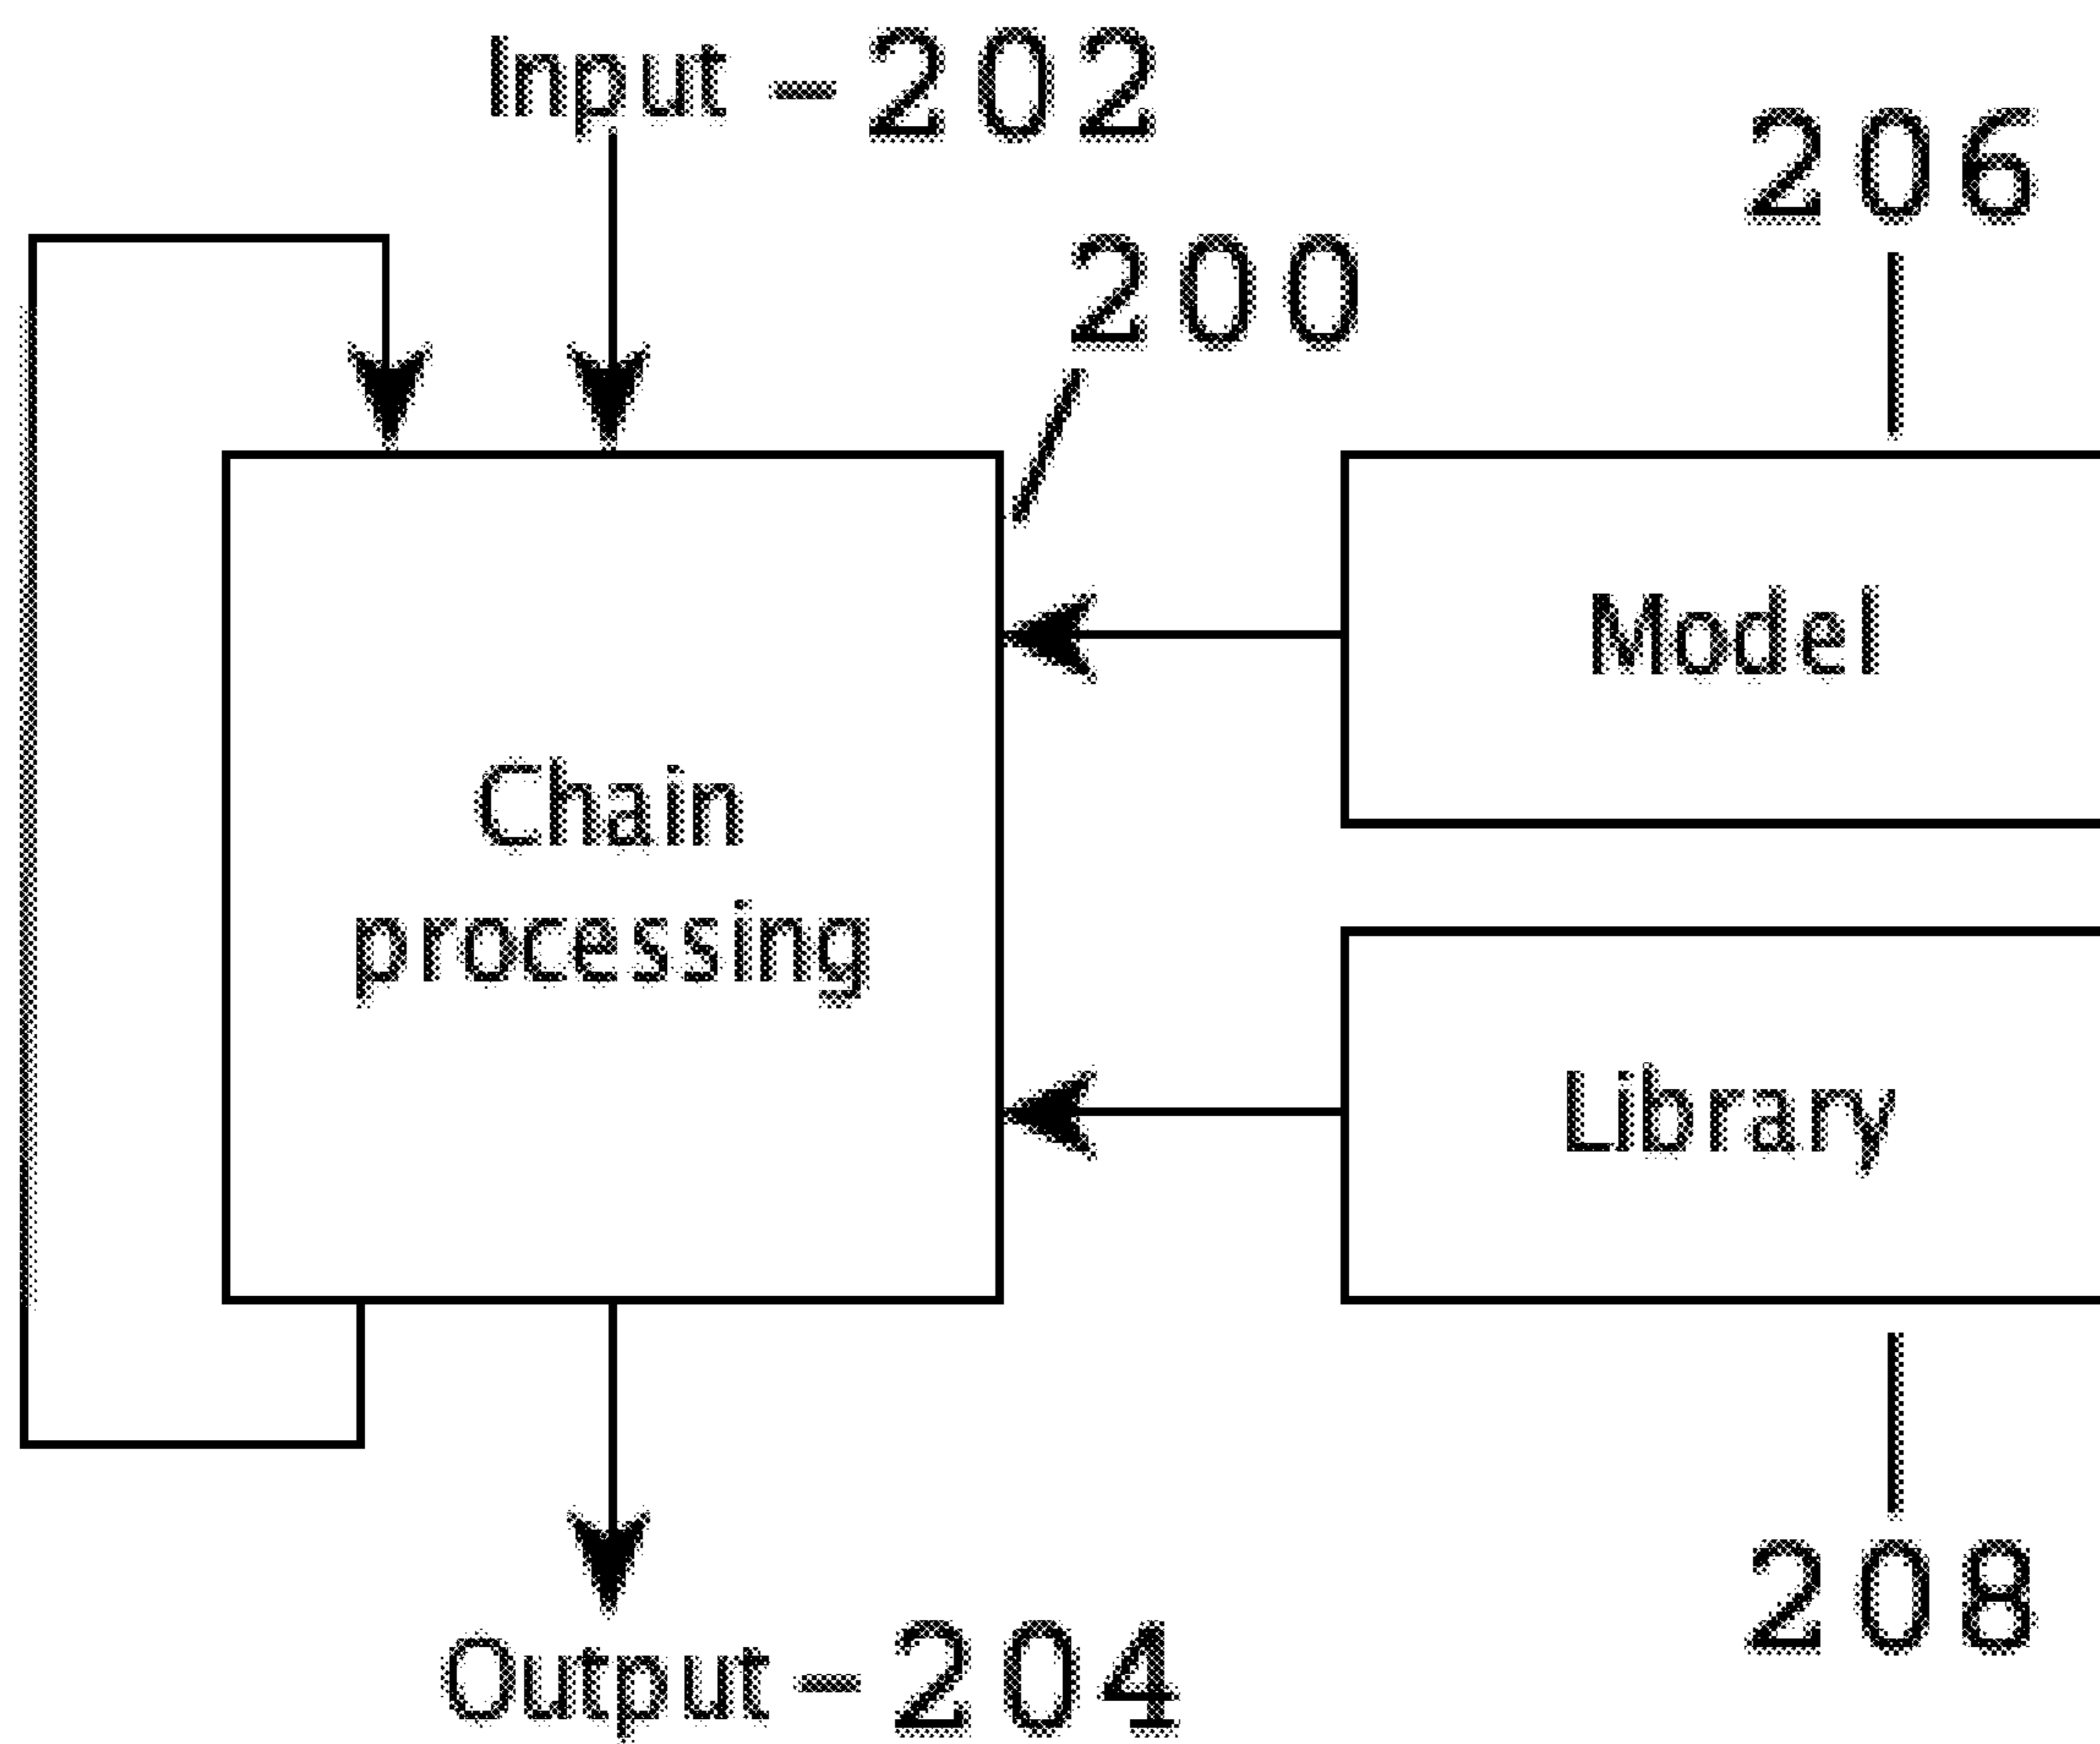 Input - 202
206
200
Model
Chain
processing
Library
208
Output - 204